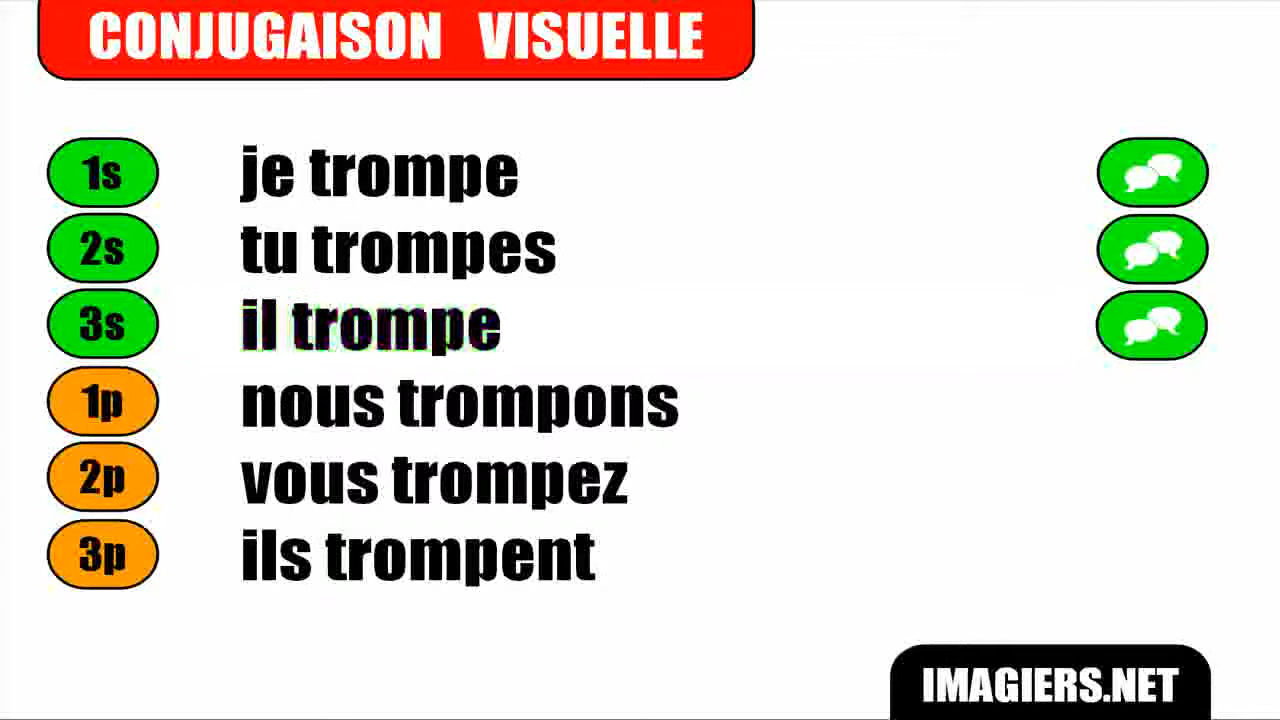 CONJUGAISON VISUELLE
1s je trompe
2s tu trompes
3s il trompe
1p nous trompons
2p vous trompez
3p ils trompent
IMAGIERS.NET